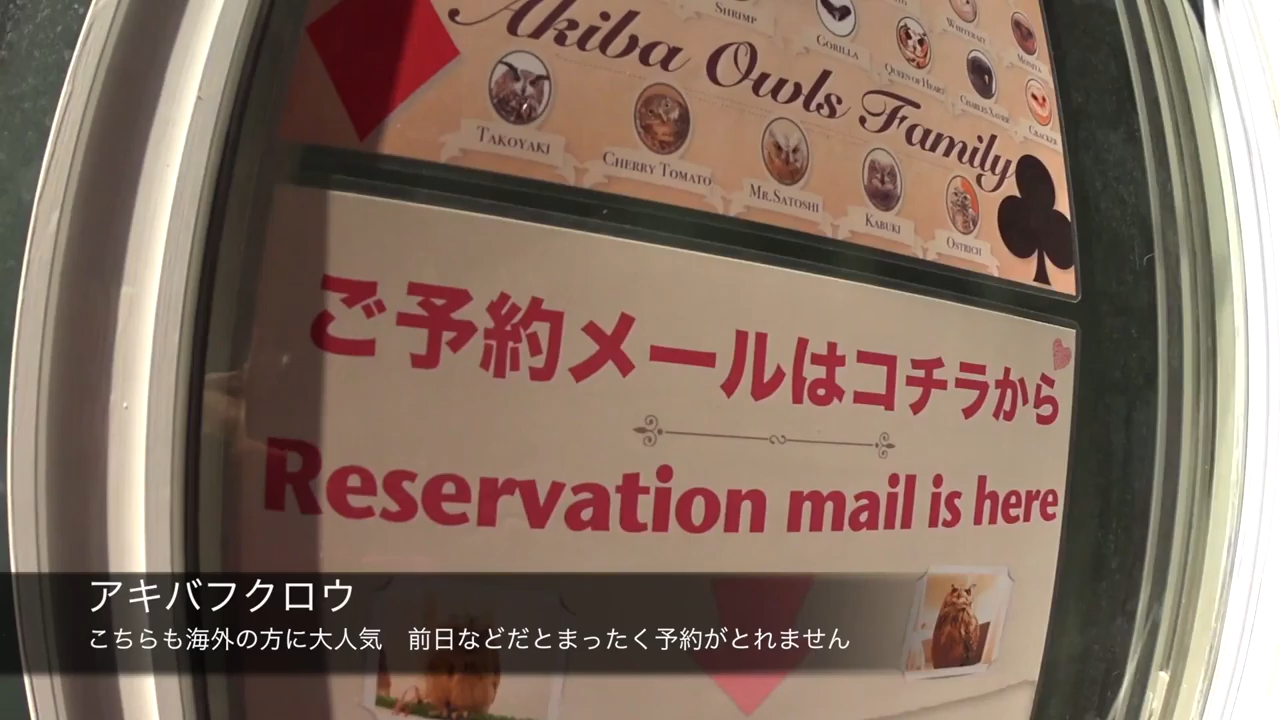 SHRIMP
GORILLA
WHITEBAIT
QUEEN OF HEART
CHARLES XAVIER
CRACKER
Akiba Owls Family
TAKOYAKI
CHERRY TOMATO
MR.SATOSHI
KABUKI
OSTRICH
ご予約メールはコチラから
Reservation mail is here
アキバフクロウ
こちらも海外の方に大人気　前日などだとまったく予約がとれません